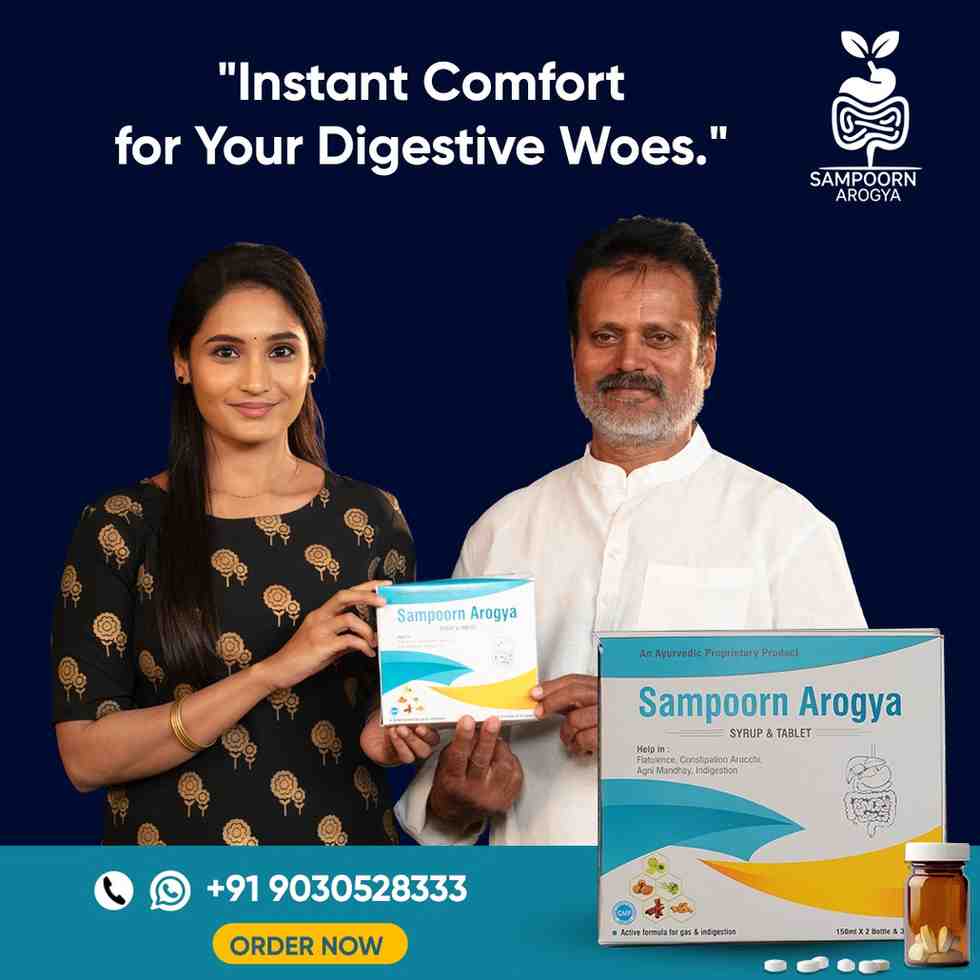 "Instant Comfort
for Your Digestive Woes."
SAMPOORN
AROGYA
Sampoorn Arogya
SYRUP & TABLET
An Ayurvedic Proprietary Product
Sampoorn Arogya
SYRUP & TABLET
Help in :
Flatulence, Constipation Arucchi,
Agni Mandhay, Indigestion
GMP
Active formula for gas & indigestion
150ml X 2 Bottle & 3
+91 9030528333
ORDER NOW